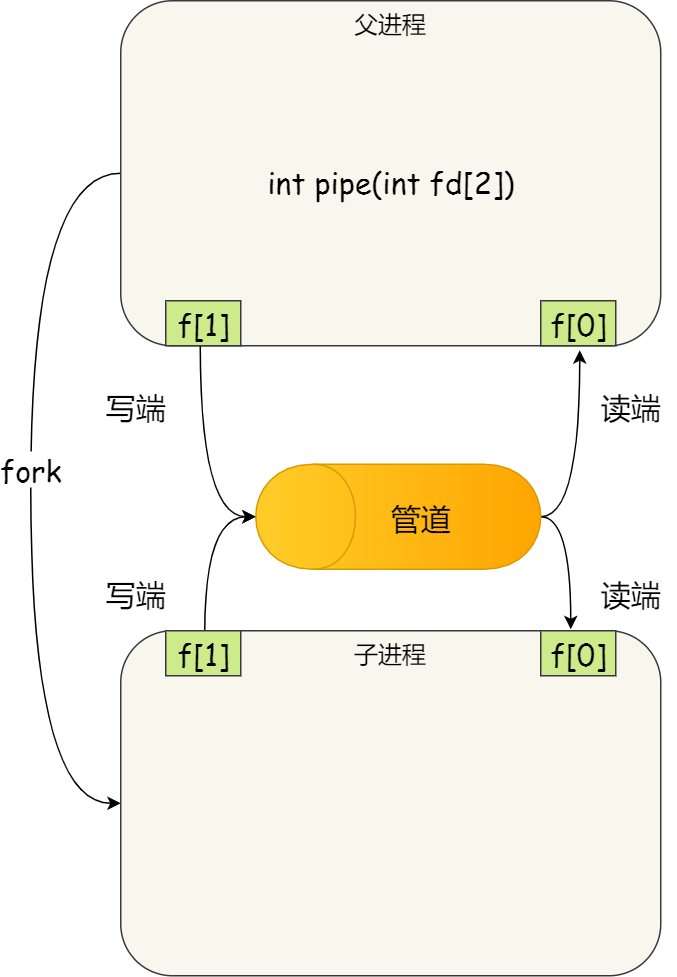 父进程
int pipe(int fd[2])
f[1]
f[0]
写端
读端
fork
管道
写端
读端
f[1]
子进程
f[0]